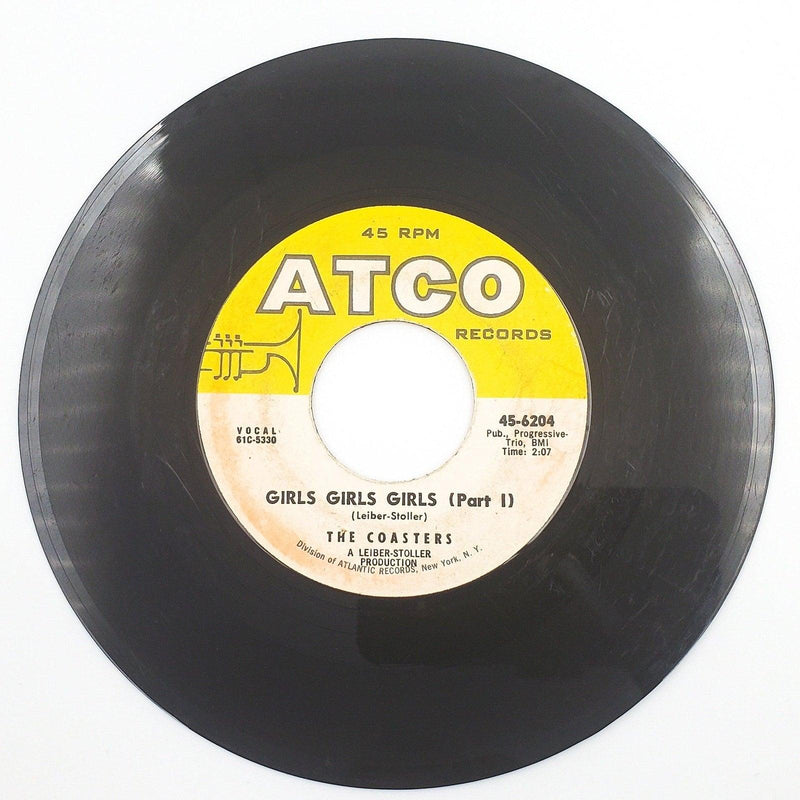 45 RPM
ATCO
RECORDS
VOCAL
61C-5330
45-6204
Pub., Progressive-
Trio, BMI
Time: 2:07
GIRLS GIRLS GIRLS (Part I)
(Leiber-Stoller)
THE COASTERS
A LEIBER-STOLLER
PRODUCTION
Division of ATLANTIC RECORDS, New York, N. Y.